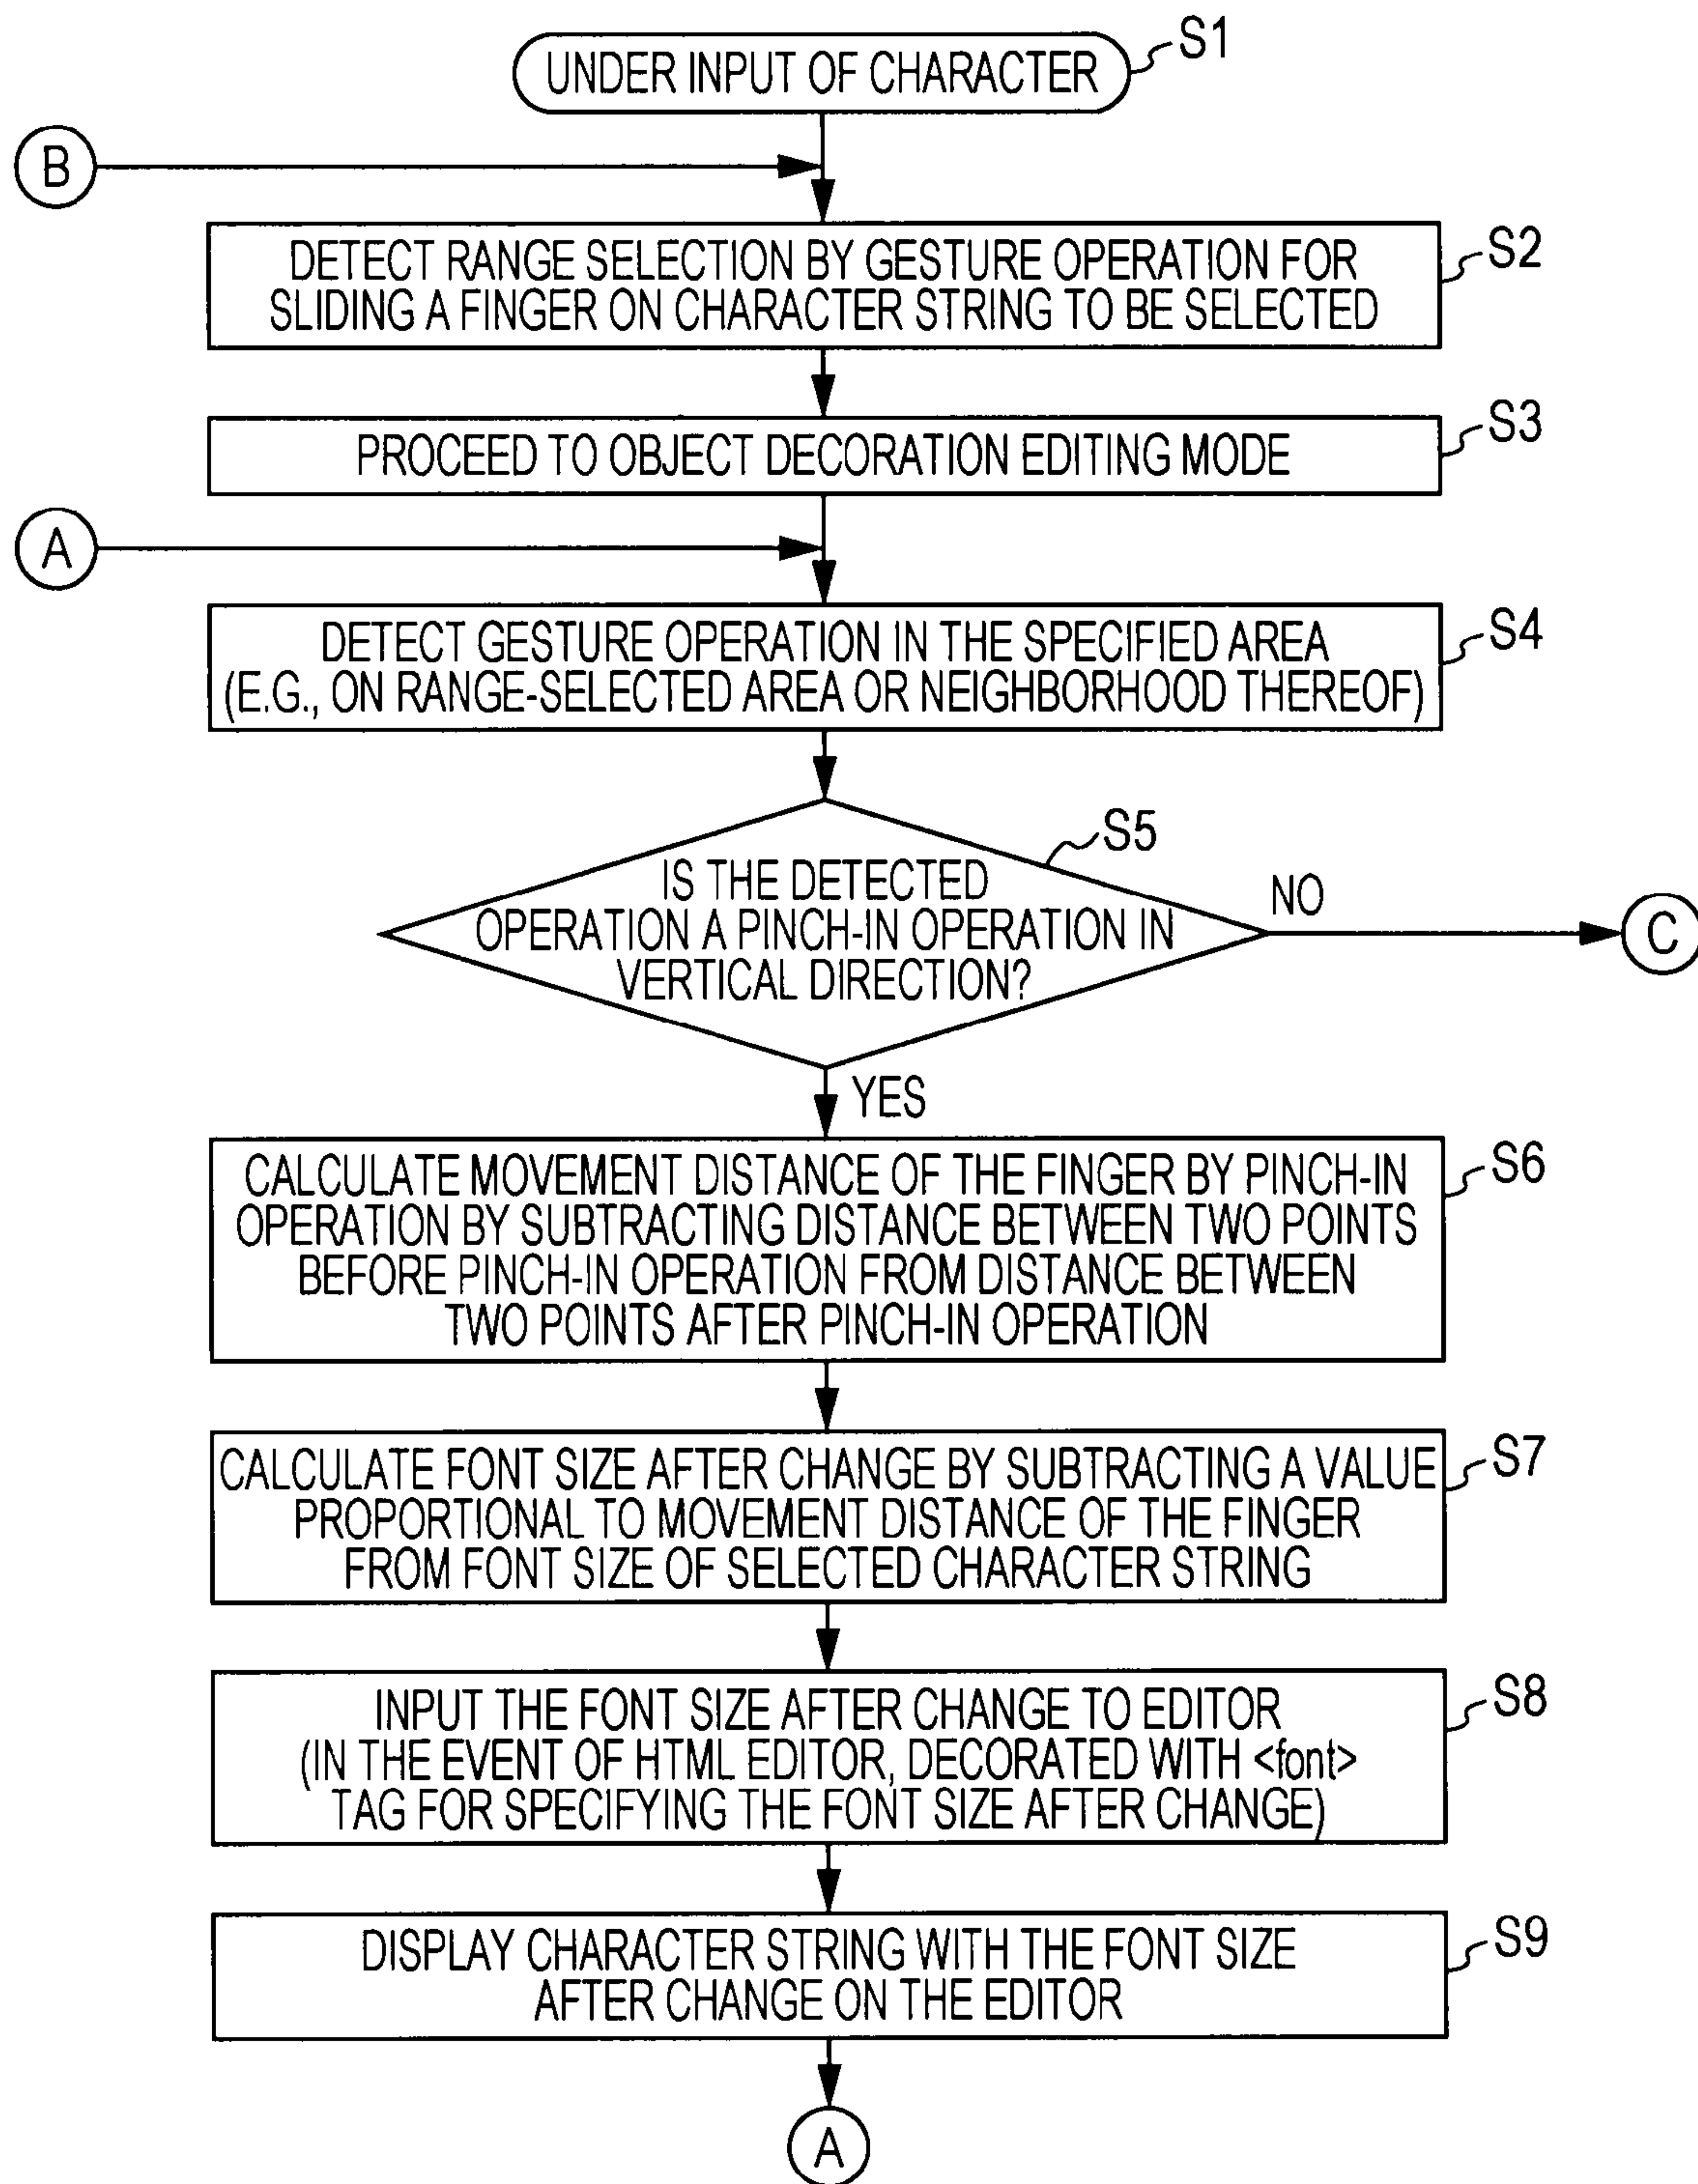 UNDER INPUT OF CHARACTER
S1
B
DETECT RANGE SELECTION BY GESTURE OPERATION FOR
SLIDING A FINGER ON CHARACTER STRING TO BE SELECTED
S2
PROCEED TO OBJECT DECORATION EDITING MODE
S3
A
DETECT GESTURE OPERATION IN THE SPECIFIED AREA
(E.G., ON RANGE-SELECTED AREA OR NEIGHBORHOOD THEREOF)
S4
S5
IS THE DETECTED
OPERATION A PINCH-IN OPERATION IN
VERTICAL DIRECTION?
NO
C
YES
CALCULATE MOVEMENT DISTANCE OF THE FINGER BY PINCH-IN
OPERATION BY SUBTRACTING DISTANCE BETWEEN TWO POINTS
BEFORE PINCH-IN OPERATION FROM DISTANCE BETWEEN
TWO POINTS AFTER PINCH-IN OPERATION
S6
CALCULATE FONT SIZE AFTER CHANGE BY SUBTRACTING A VALUE
PROPORTIONAL TO MOVEMENT DISTANCE OF THE FINGER
FROM FONT SIZE OF SELECTED CHARACTER STRING
S7
INPUT THE FONT SIZE AFTER CHANGE TO EDITOR
(IN THE EVENT OF HTML EDITOR, DECORATED WITH <font>
TAG FOR SPECIFYING THE FONT SIZE AFTER CHANGE)
S8
DISPLAY CHARACTER STRING WITH THE FONT SIZE
AFTER CHANGE ON THE EDITOR
S9
A